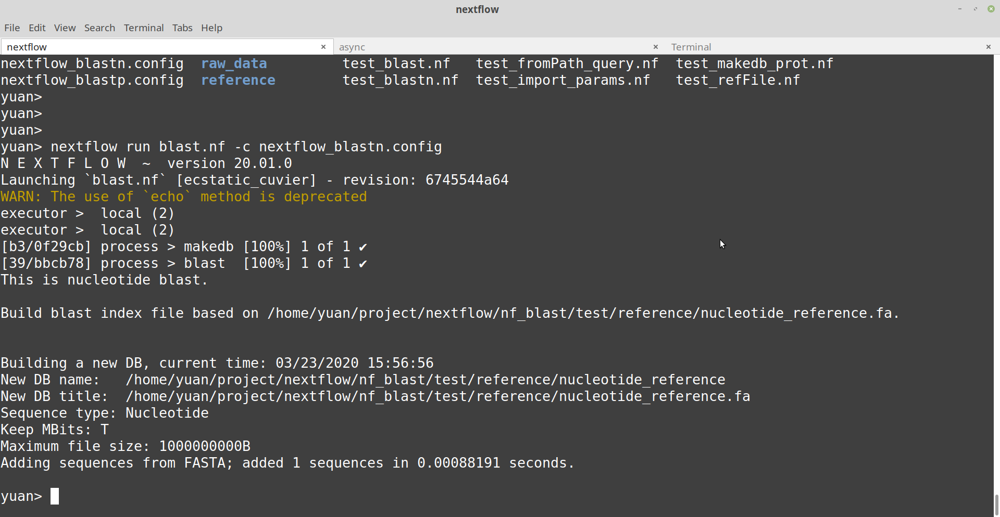 nextflow
File Edit View Search Terminal Tabs Help
nextflow × async × Terminal ×
nextflow_blastn.config  raw_data         test_blast.nf   test_fromPath_query.nf  test_makedb_prot.nf
nextflow_blastp.config  reference        test_blastn.nf  test_import_params.nf   test_refFile.nf
yuan>
yuan>
yuan>
yuan> nextflow run blast.nf -c nextflow_blastn.config
N E X T F L O W  ~  version 20.01.0
Launching `blast.nf` [ecstatic_cuvier] - revision: 6745544a64
WARN: The use of `echo` method is deprecated
executor >  local (2)
executor >  local (2)
[b3/0f29cb] process > makedb [100%] 1 of 1 ✔
[39/bbcb78] process > blast  [100%] 1 of 1 ✔
This is nucleotide blast.
Build blast index file based on /home/yuan/project/nextflow/nf_blast/test/reference/nucleotide_reference.fa.
Building a new DB, current time: 03/23/2020 15:56:56
New DB name:   /home/yuan/project/nextflow/nf_blast/test/reference/nucleotide_reference
New DB title:  /home/yuan/project/nextflow/nf_blast/test/reference/nucleotide_reference.fa
Sequence type: Nucleotide
Keep MBits: T
Maximum file size: 1000000000B
Adding sequences from FASTA; added 1 sequences in 0.00088191 seconds.
yuan>